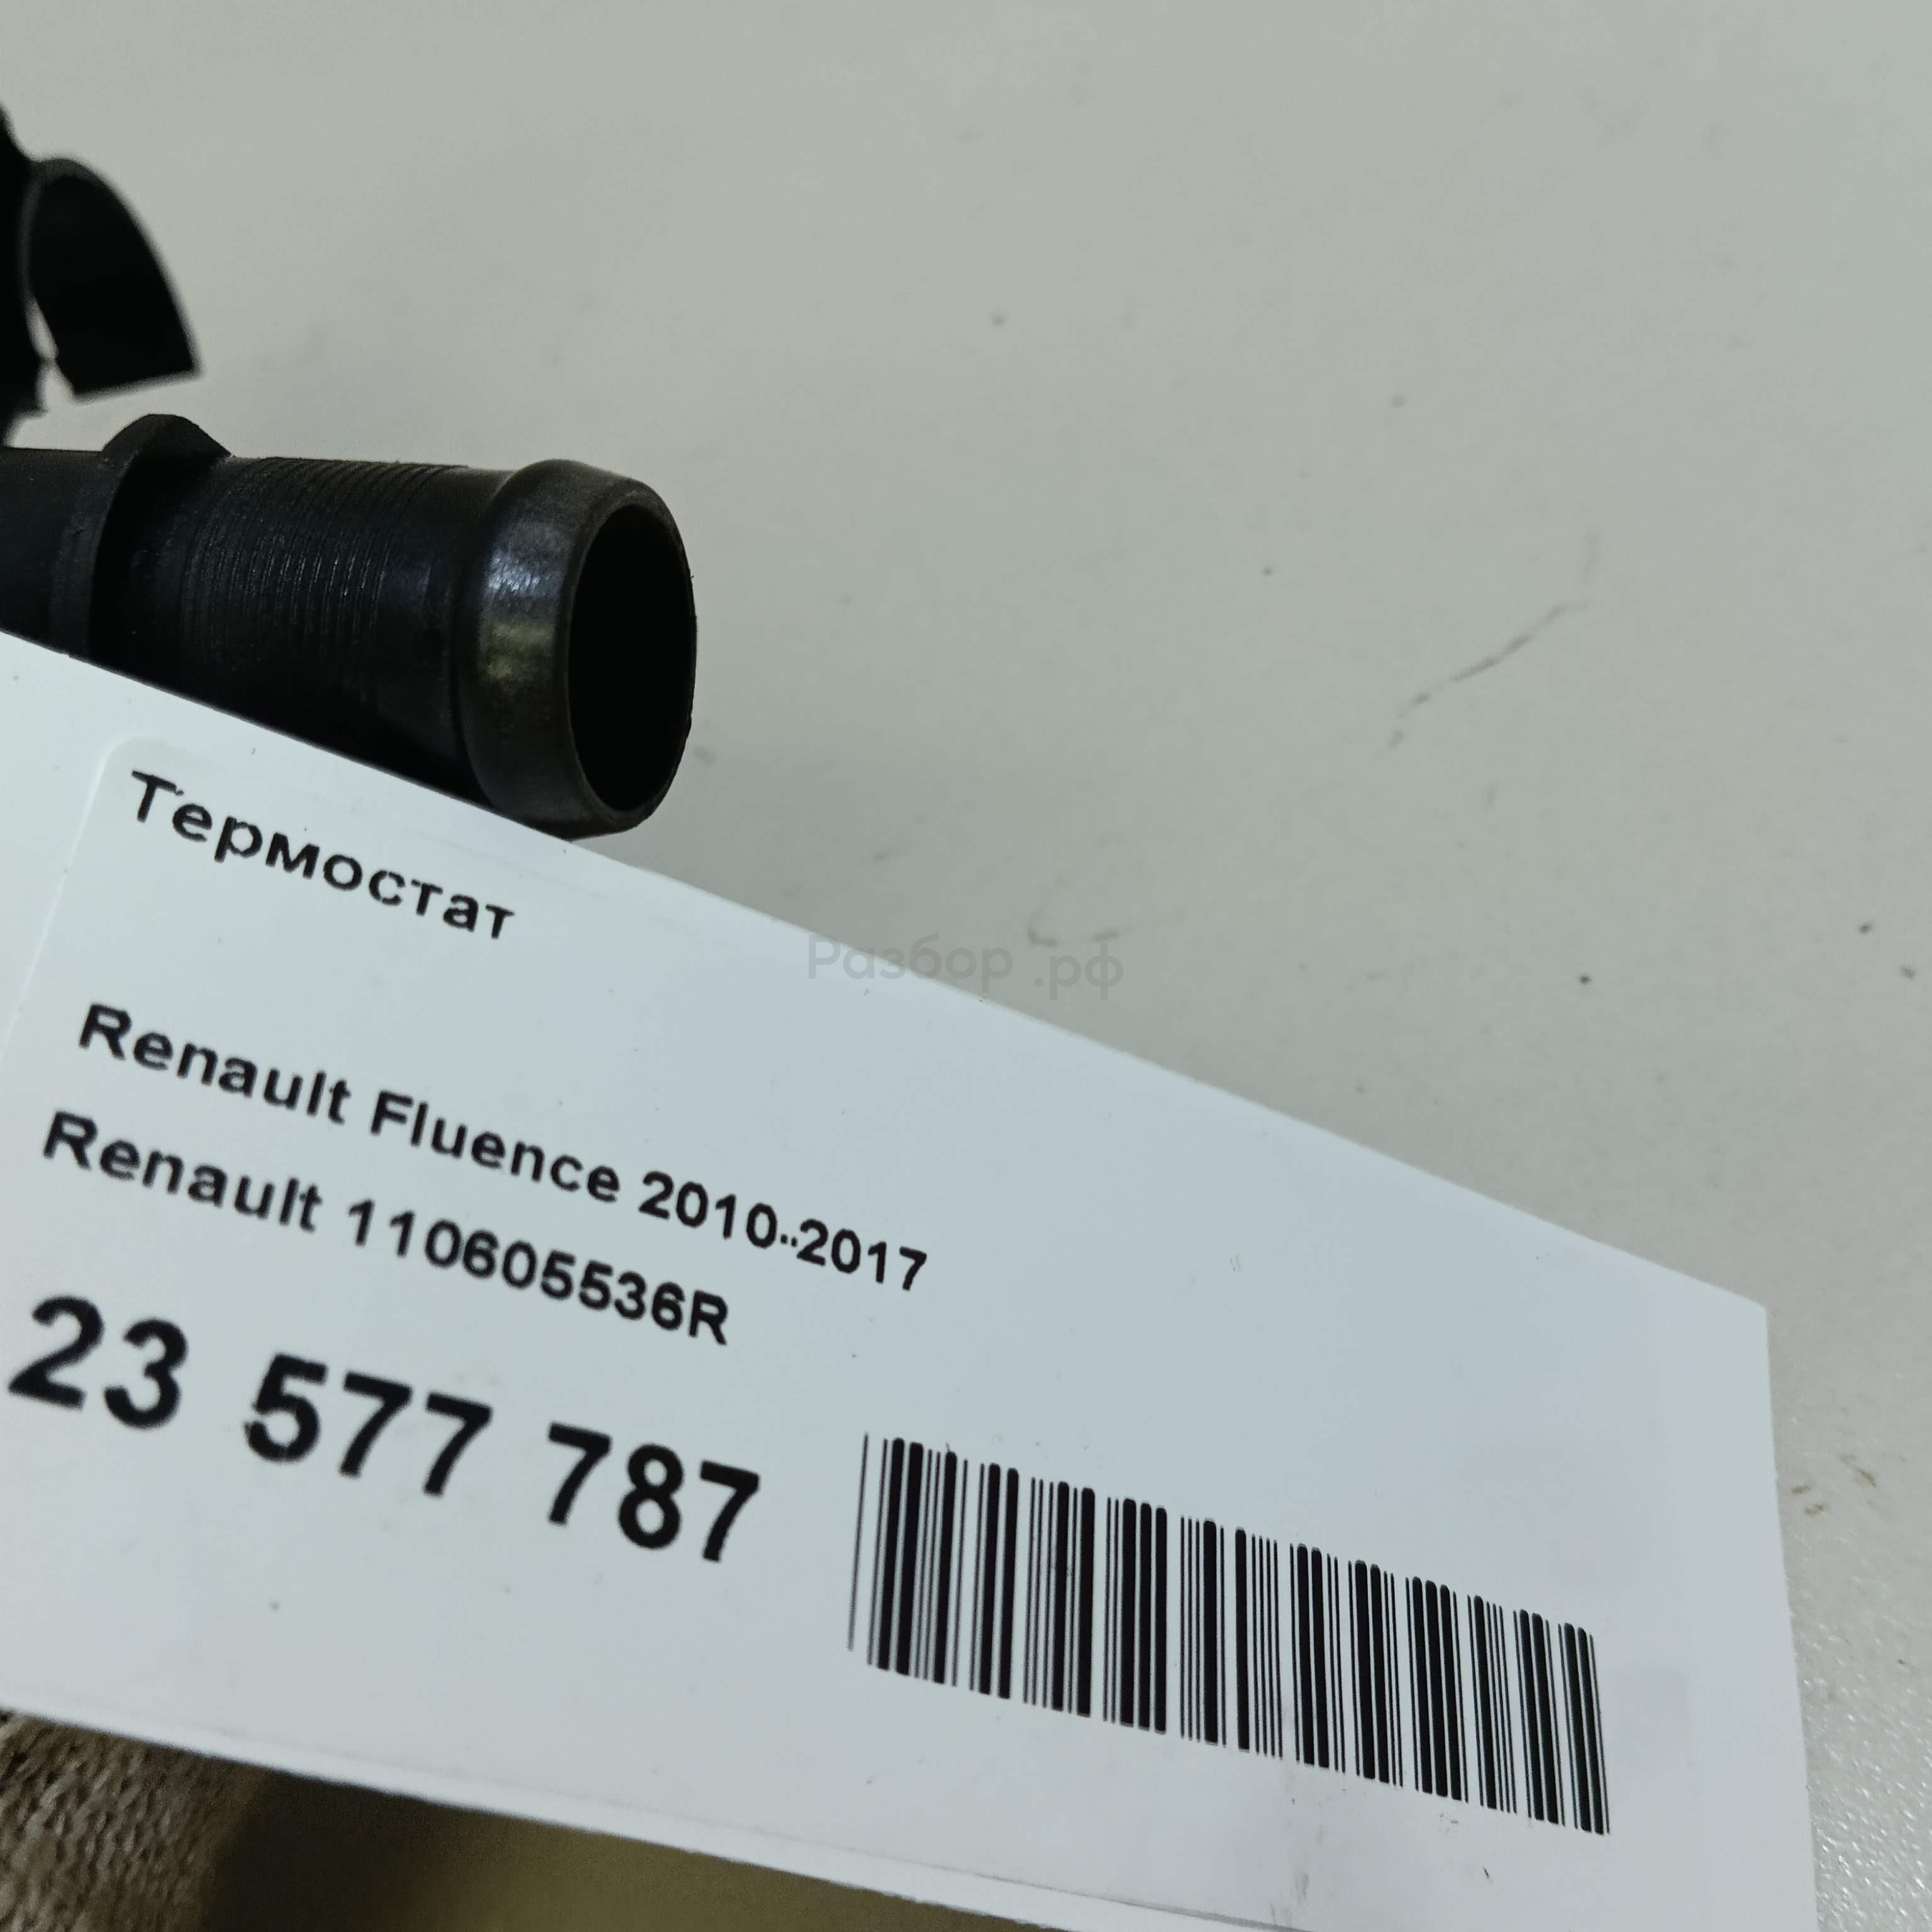 Термостат
Разбор.рф
Renault Fluence 2010..2017
Renault 110605536R
23 577 787